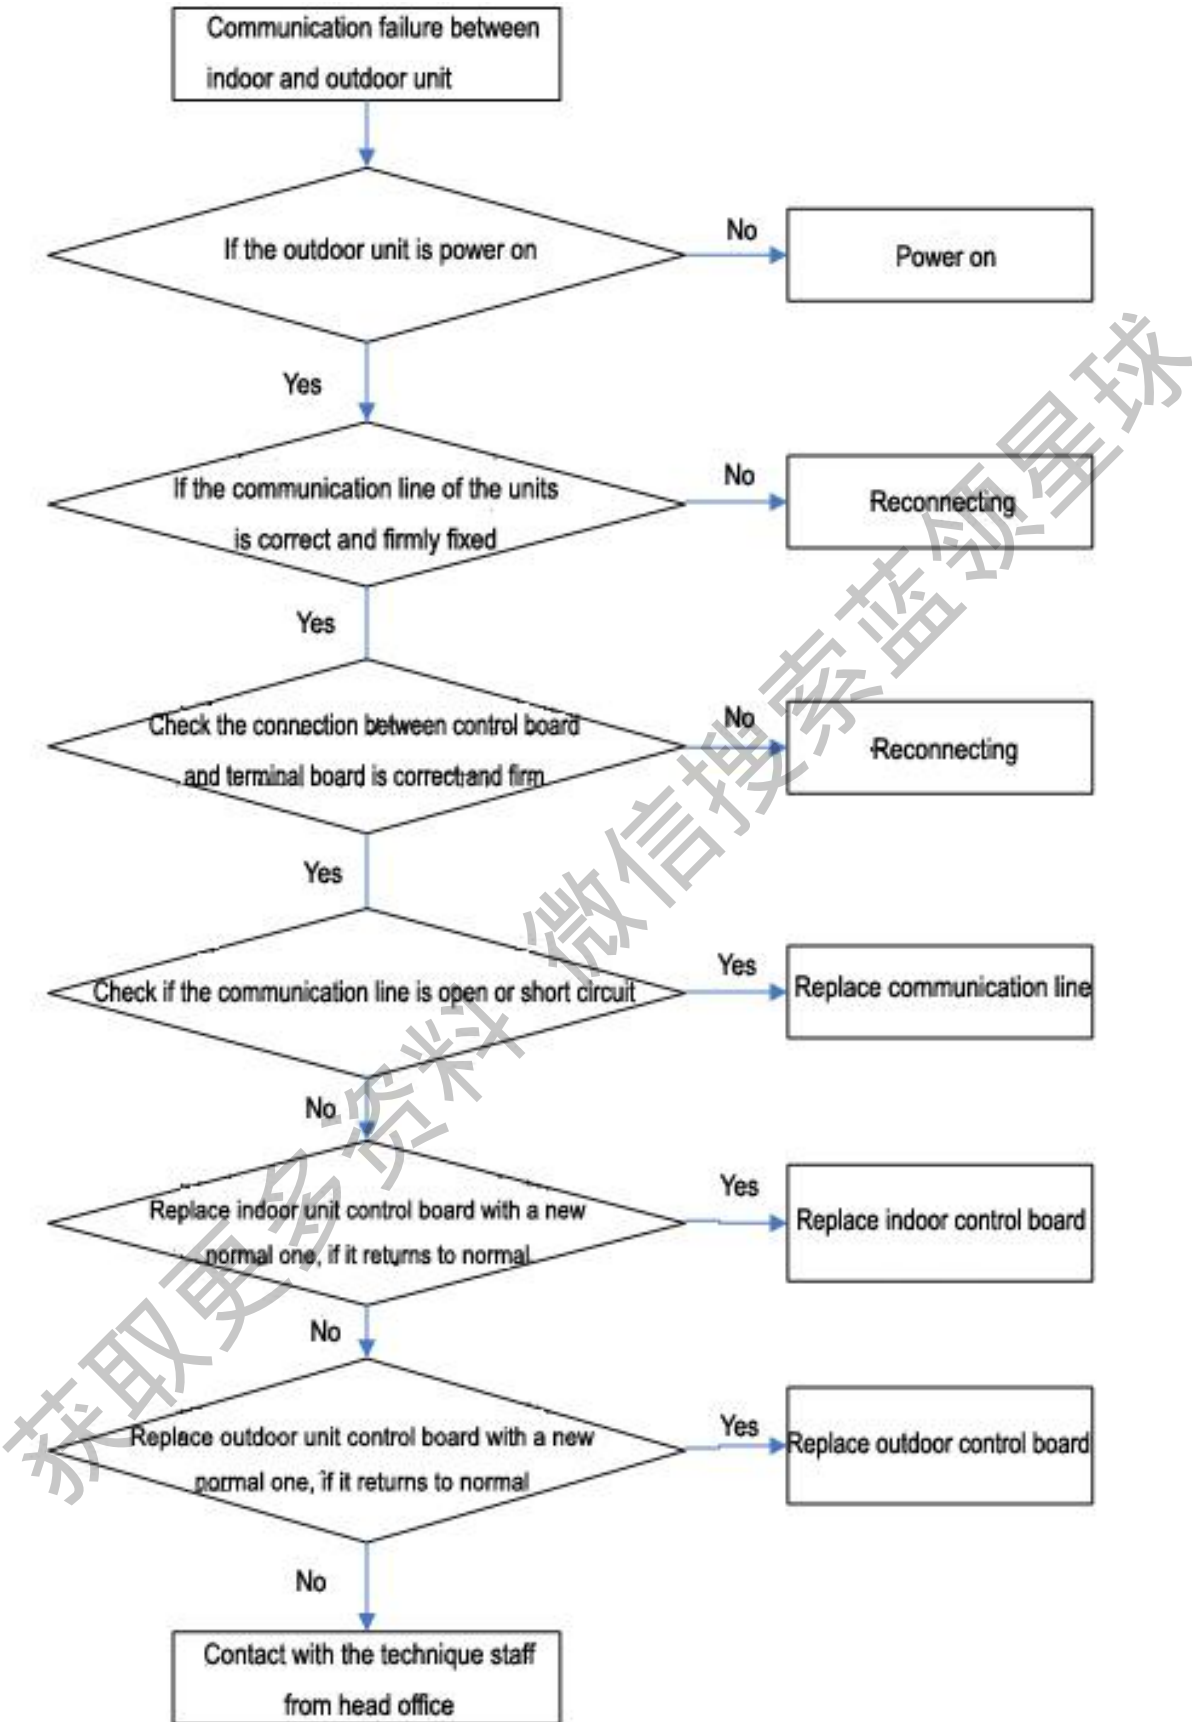 Communication failure between
indoor and outdoor unit
If the outdoor unit is power on
No
Power on
Yes
If the communication line of the units
is correct and firmly fixed
No
Reconnecting
Yes
Check the connection between control board
and terminal board is correct and firm
No
Reconnecting
Yes
Check if the communication line is open or short circuit
Yes
Replace communication line
No
Replace indoor unit control board with a new
normal one, if it returns to normal
Yes
Replace indoor control board
No
Replace outdoor unit control board with a new
normal one, if it returns to normal
Yes
Replace outdoor control board
No
Contact with the technique staff
from head office
获取更多资料 微信搜索蓝领星球